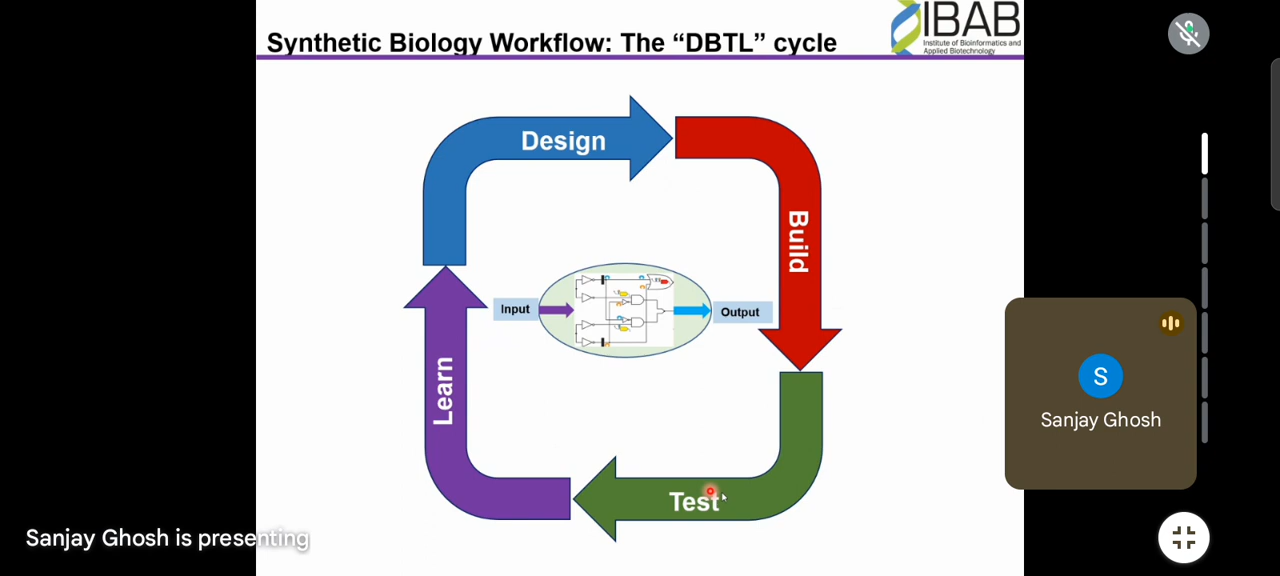 Synthetic Biology Workflow: The “DBTL” cycle
IBAB
Institute of Bioinformatics and
Applied Biotechnology
Design
Build
Input
Output
Learn
Test
S
Sanjay Ghosh
Sanjay Ghosh is presenting